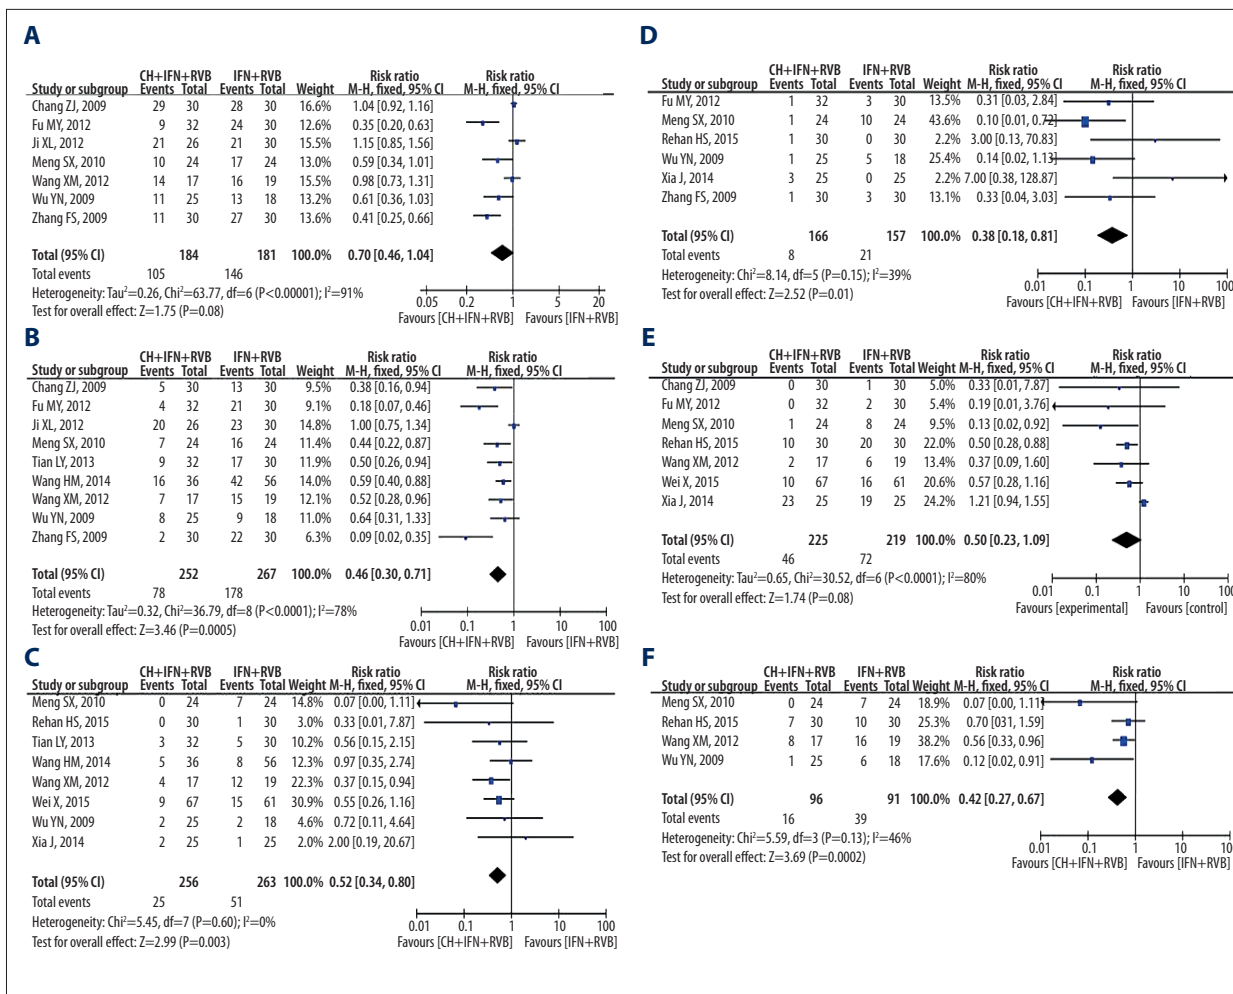 A
CH+IFN+RVB IFN+RVB Risk ratio Risk ratio
Study or subgroup Events Total Events Total Weight M-H, fixed, 95% CI M-H, fixed, 95% CI
Chang ZJ, 2009 29 30 28 30 16.6% 1.04 [0.92, 1.16]
Fu MY, 2012 9 32 24 30 12.6% 0.35 [0.20, 0.63]
Ji XL, 2012 21 26 21 30 15.5% 1.15 [0.85, 1.56]
Meng SX, 2010 10 24 17 24 13.0% 0.59 [0.34, 1.01]
Wang XM, 2012 14 17 16 19 15.5% 0.98 [0.73, 1.31]
Wu YN, 2009 11 25 13 18 13.2% 0.61 [0.36, 1.03]
Zhang FS, 2009 11 30 27 30 13.6% 0.41 [0.25, 0.66]
Total (95% CI) 184 181 100.0% 0.70 [0.46, 1.04]
Total events 105 146
Heterogeneity: Tau²=0.26, Chi²=63.77, df=6 (P<0.00001); I²=91%
Test for overall effect: Z=1.75 (P=0.08)
0.05 0.2 1 5 20
Favours [CH+IFN+RVB] Favours [IFN+RVB]
B
CH+IFN+RVB IFN+RVB Risk ratio Risk ratio
Study or subgroup Events Total Events Total Weight M-H, fixed, 95% CI M-H, fixed, 95% CI
Chang ZJ, 2009 5 30 13 30 9.5% 0.38 [0.16, 0.94]
Fu MY, 2012 4 32 21 30 9.1% 0.18 [0.07, 0.46]
Ji XL, 2012 20 26 23 30 14.8% 1.00 [0.75, 1.34]
Meng SX, 2010 7 24 16 24 11.4% 0.44 [0.22, 0.87]
Tian LY, 2013 9 32 17 30 11.9% 0.50 [0.26, 0.94]
Wang HM, 2014 16 36 42 56 14.0% 0.59 [0.40, 0.88]
Wang XM, 2012 7 17 15 19 12.1% 0.52 [0.28, 0.96]
Wu YN, 2009 8 25 9 18 11.0% 0.64 [0.31, 1.33]
Zhang FS, 2009 2 30 22 30 6.3% 0.09 [0.02, 0.35]
Total (95% CI) 252 267 100.0% 0.46 [0.30, 0.71]
Total events 78 178
Heterogeneity: Tau²=0.32, Chi²=36.79, df=8 (P<0.0001); I²=78%
Test for overall effect: Z=3.46 (P=0.0005)
0.01 0.1 1 10 100
Favours [CH+IFN+RVB] Favours [IFN+RVB]
C
CH+IFN+RVB IFN+RVB Risk ratio Risk ratio
Study or subgroup Events Total Events Total Weight M-H, fixed, 95% CI M-H, fixed, 95% CI
Meng SX, 2010 0 24 7 24 14.8% 0.07 [0.00, 1.11]
Rehan HS, 2015 0 30 1 30 3.0% 0.33 [0.01, 7.87]
Tian LY, 2013 3 32 5 30 10.2% 0.56 [0.15, 2.15]
Wang HM, 2014 5 36 8 56 12.3% 0.97 [0.35, 2.74]
Wang XM, 2012 4 17 12 19 22.3% 0.37 [0.15, 0.94]
Wei X, 2015 9 67 15 61 30.9% 0.55 [0.26, 1.16]
Wu YN, 2009 2 25 2 18 4.6% 0.72 [0.11, 4.64]
Xia J, 2014 2 25 1 25 2.0% 2.00 [0.19, 20.67]
Total (95% CI) 256 263 100.0% 0.52 [0.34, 0.80]
Total events 25 51
Heterogeneity: Chi²=5.45, df=7 (P=0.60); I²=0%
Test for overall effect: Z=2.99 (P=0.003)
0.01 0.1 1 10 100
Favours [CH+IFN+RVB] Favours [IFN+RVB]
D
CH+IFN+RVB IFN+RVB Risk ratio Risk ratio
Study or subgroup Events Total Events Total Weight M-H, fixed, 95% CI M-H, fixed, 95% CI
Fu MY, 2012 1 32 3 30 13.5% 0.31 [0.03, 2.84]
Meng SX, 2010 1 24 10 24 43.6% 0.10 [0.01, 0.72]
Rehan HS, 2015 1 30 0 30 2.2% 3.00 [0.13, 70.83]
Wu YN, 2009 1 25 5 18 25.4% 0.14 [0.02, 1.13]
Xia J, 2014 3 25 0 25 2.2% 7.00 [0.38, 128.87]
Zhang FS, 2009 1 30 3 30 13.1% 0.33 [0.04, 3.03]
Total (95% CI) 166 157 100.0% 0.38 [0.18, 0.81]
Total events 8 21
Heterogeneity: Chi²=8.14, df=5 (P=0.15); I²=39%
Test for overall effect: Z=2.52 (P=0.01)
0.01 0.1 1 10 100
Favours [CH+IFN+RVB] Favours [IFN+RVB]
E
CH+IFN+RVB IFN+RVB Risk ratio Risk ratio
Study or subgroup Events Total Events Total Weight M-H, fixed, 95% CI M-H, fixed, 95% CI
Chang ZJ, 2009 0 30 1 30 5.0% 0.33 [0.01, 7.87]
Fu MY, 2012 0 32 2 30 5.4% 0.19 [0.01, 3.76]
Meng SX, 2010 1 24 8 24 9.5% 0.13 [0.02, 0.92]
Rehan HS, 2015 10 30 20 30 22.0% 0.50 [0.28, 0.88]
Wang XM, 2012 2 17 6 19 13.4% 0.37 [0.09, 1.60]
Wei X, 2015 10 67 16 61 20.6% 0.57 [0.28, 1.16]
Xia J, 2014 23 25 19 25 24.2% 1.21 [0.94, 1.55]
Total (95% CI) 225 219 100.0% 0.50 [0.23, 1.09]
Total events 46 72
Heterogeneity: Tau²=0.65, Chi²=30.52, df=6 (P<0.0001); I²=80%
Test for overall effect: Z=1.74 (P=0.08)
0.01 0.1 1 10 100
Favours [experimental] Favours [control]
F
CH+IFN+RVB IFN+RVB Risk ratio Risk ratio
Study or subgroup Events Total Events Total Weight M-H, fixed, 95% CI M-H, fixed, 95% CI
Meng SX, 2010 0 24 7 24 18.9% 0.07 [0.00, 1.11]
Rehan HS, 2015 7 30 10 30 25.3% 0.70 [031, 1.59]
Wang XM, 2012 8 17 16 19 38.2% 0.56 [0.33, 0.96]
Wu YN, 2009 1 25 6 18 17.6% 0.12 [0.02, 0.91]
Total (95% CI) 96 91 100.0% 0.42 [0.27, 0.67]
Total events 16 39
Heterogeneity: Chi²=5.59, df=3 (P=0.13); I²=46%
Test for overall effect: Z=3.69 (P=0.0002)
0.01 0.1 1 10 100
Favours [CH+IFN+RVB] Favours [IFN+RVB]